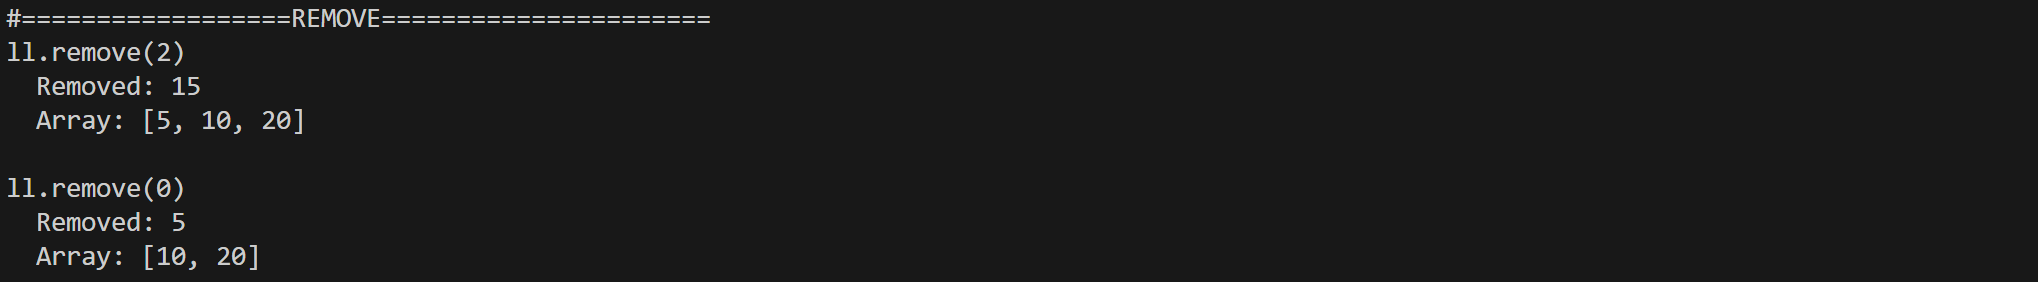 #==================REMOVE======================
ll.remove(2)
  Removed: 15
  Array: [5, 10, 20]

ll.remove(0)
  Removed: 5
  Array: [10, 20]